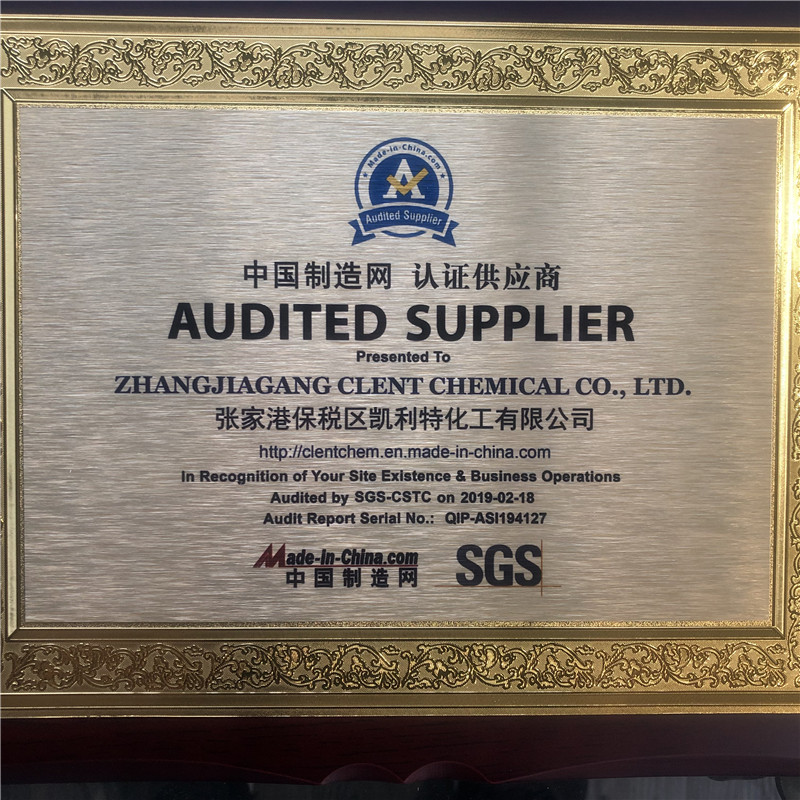 Made-in-China.com
A
Audited Supplier
中国制造网 认证供应商
AUDITED SUPPLIER
Presented To
ZHANGJIAGANG CLENT CHEMICAL CO., LTD.
张家港保税区凯利特化工有限公司
http://clentchem.en.made-in-china.com
In Recognition of Your Site Existence & Business Operations
Audited by SGS-CSTC on 2019-02-18
Audit Report Serial No.: QIP-ASI194127
Made-in-China.com
中国制造网
SGS